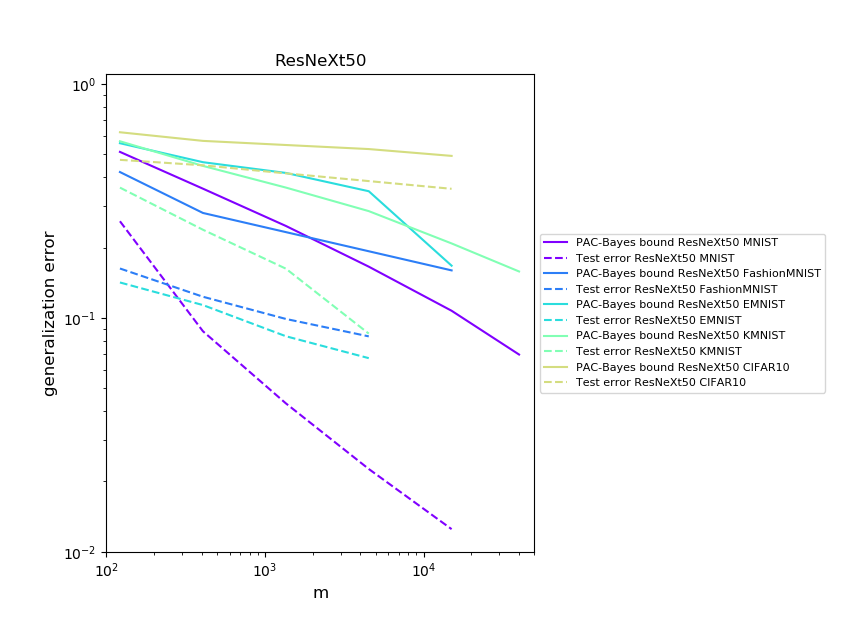 ResNeXt50
10⁰
10⁻¹
10⁻²
generalization error
10² 10³ 10⁴
m
PAC-Bayes bound ResNeXt50 MNIST
Test error ResNeXt50 MNIST
PAC-Bayes bound ResNeXt50 FashionMNIST
Test error ResNeXt50 FashionMNIST
PAC-Bayes bound ResNeXt50 EMNIST
Test error ResNeXt50 EMNIST
PAC-Bayes bound ResNeXt50 KMNIST
Test error ResNeXt50 KMNIST
PAC-Bayes bound ResNeXt50 CIFAR10
Test error ResNeXt50 CIFAR10